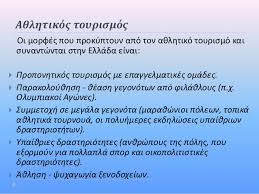 Αθλητικός τουρισμός
Οι μορφές που προκύπτουν από τον αθλητικό τουρισμό και
συναντώνται στην Ελλάδα είναι:
Προπονητικός τουρισμός με επαγγελματικές ομάδες.
Παρακολούθηση - θέαση γεγονότων από φιλάθλους (π.χ.
Ολυμπιακοί Αγώνες).
Συμμετοχή σε μεγάλα γεγονότα (μαραθώνιοι πόλεων, τοπικά
αθλητικά τουρνουά, οι πολυήμερες εκδηλώσεις υπαίθριων
δραστηριοτήτων).
Υπαίθριες δραστηριότητες (ανθρώπους της πόλης, που
εξορμούν για πολλαπλά σπορ και οικοπολιτιστικές
δραστηριότητες).
Άθληση - ψυχαγωγία ξενοδοχείων.